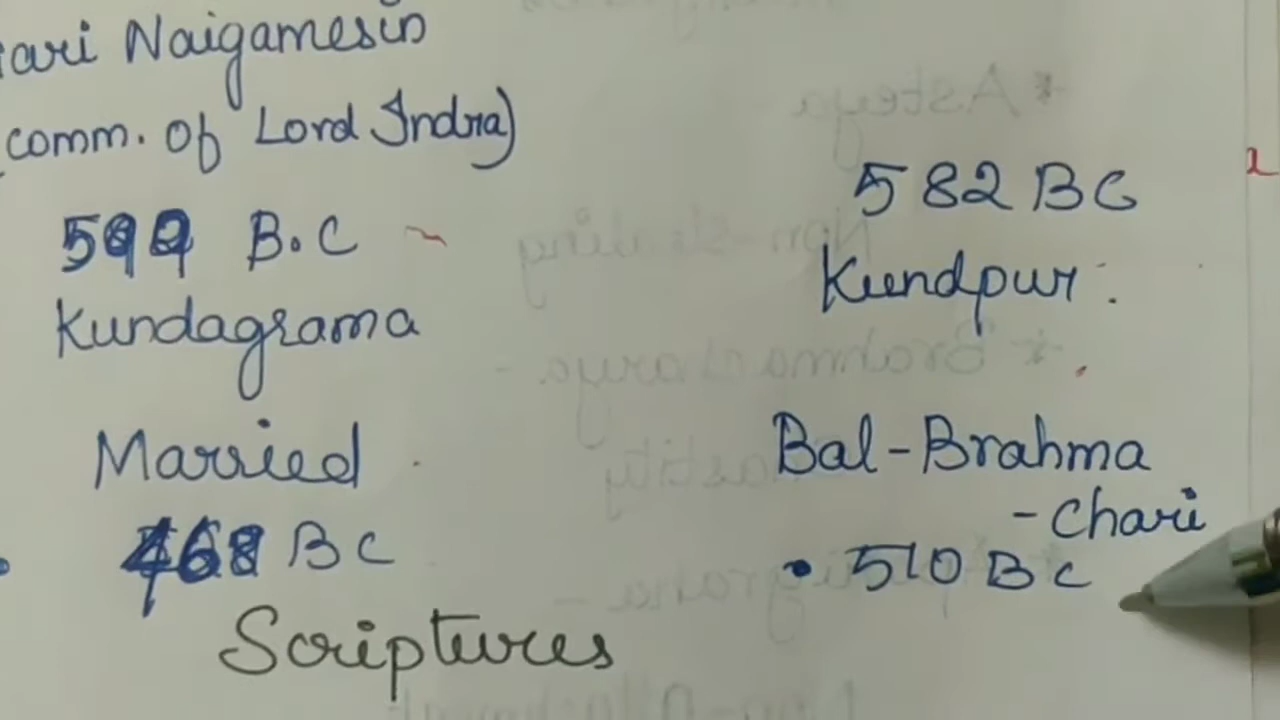 Naigamesin
comm. of Lord Indra)
599 B.C
582 BC
Kundagrama
Kundpur :
Married
Bal-Brahma
- Chari
468 BC
• 510 BC
Scriptures